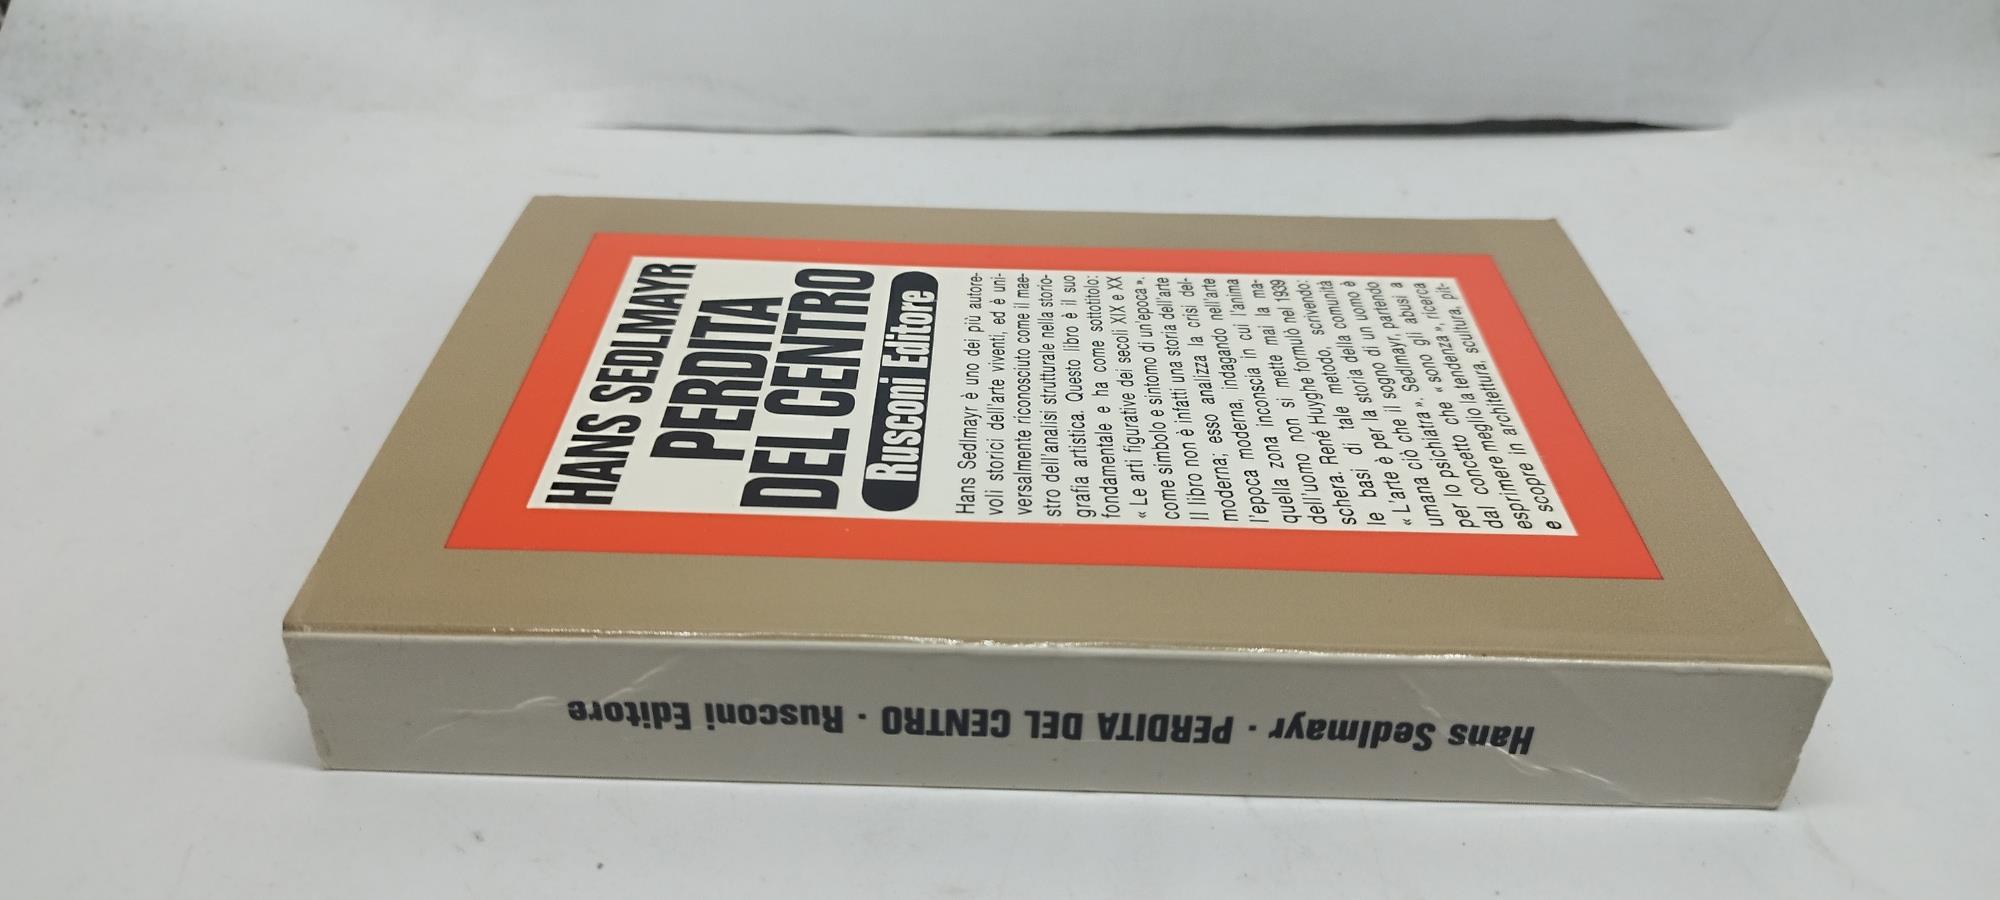 HANS SEDLMAYR
PERDITA
DEL CENTRO
Rusconi Editore
Hans Sedlmayr è uno dei più autore-
voli storici dell'arte viventi, ed è uni-
versalmente riconosciuto come il mae-
stro dell'analisi strutturale nella storio-
grafia artistica. Questo libro è il suo
fondamentale e ha come sottotitolo:
« Le arti figurative dei secoli XIX e XX
come simbolo e sintomo di un'epoca ».
Il libro non è infatti una storia dell'arte
moderna; esso analizza la crisi del-
l'epoca moderna, indagando nell'arte
quella zona inconscia in cui l'anima
dell'uomo non si mette mai la ma-
schera. René Huyghe formulò nel 1939
le basi di tale metodo, scrivendo:
« L'arte è per la storia della comunità
umana ciò che il sogno di un uomo è
per lo psichiatra ». Sedlmayr, partendo
dal concetto che « sono gli abusi a
esprimere meglio la tendenza », ricerca
e scopre in architettura, scultura, pit-
Hans Sedlmayr · PERDITA DEL CENTRO · Rusconi Editore